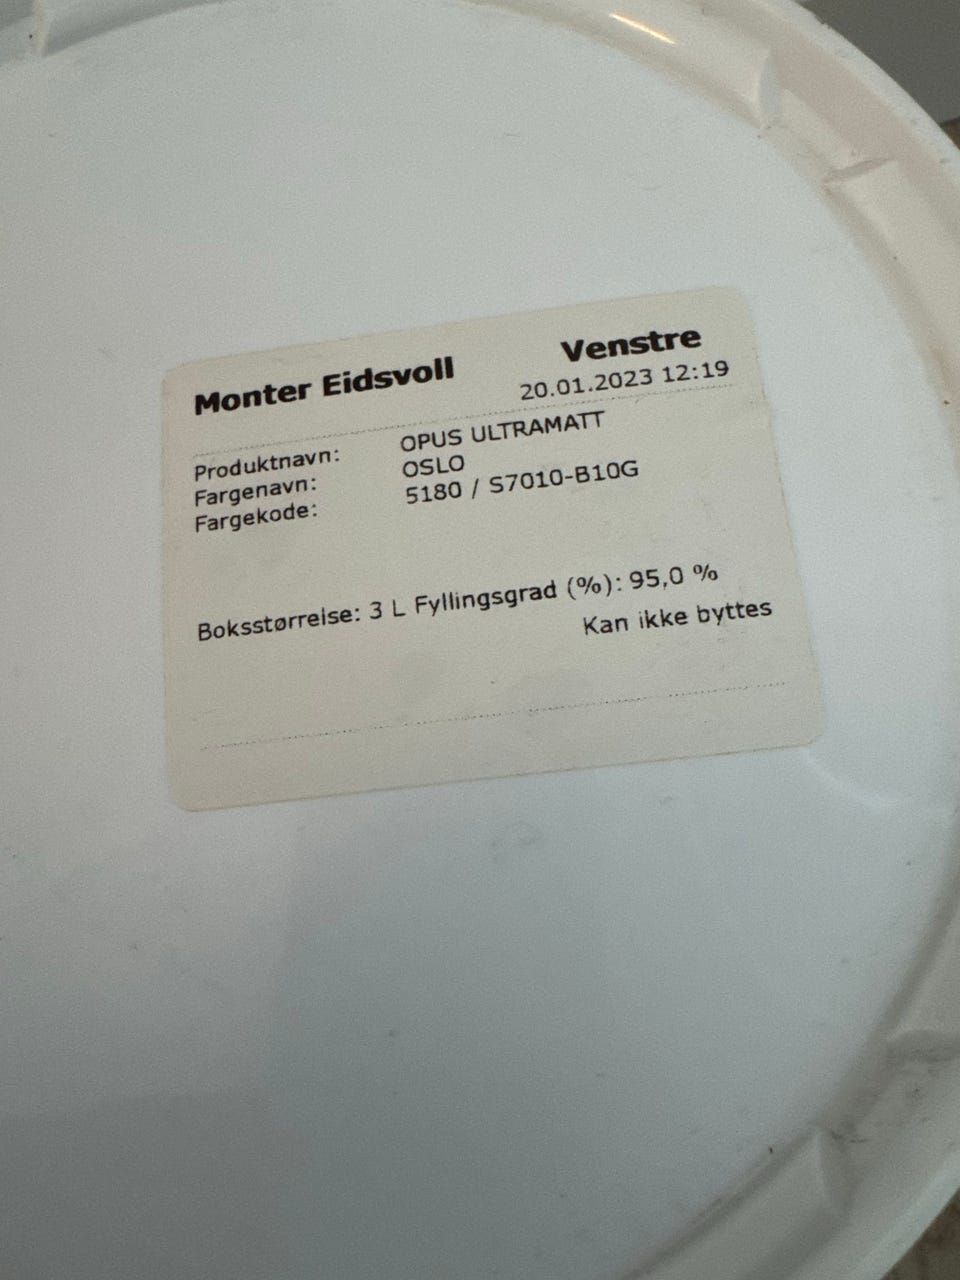 Monter Eidsvoll Venstre
20.01.2023 12:19
Produktnavn: OPUS ULTRAMATT
Fargenavn: OSLO
Fargekode: 5180 / S7010-B10G
Boksstørrelse: 3 L Fyllingsgrad (%): 95,0 %
Kan ikke byttes